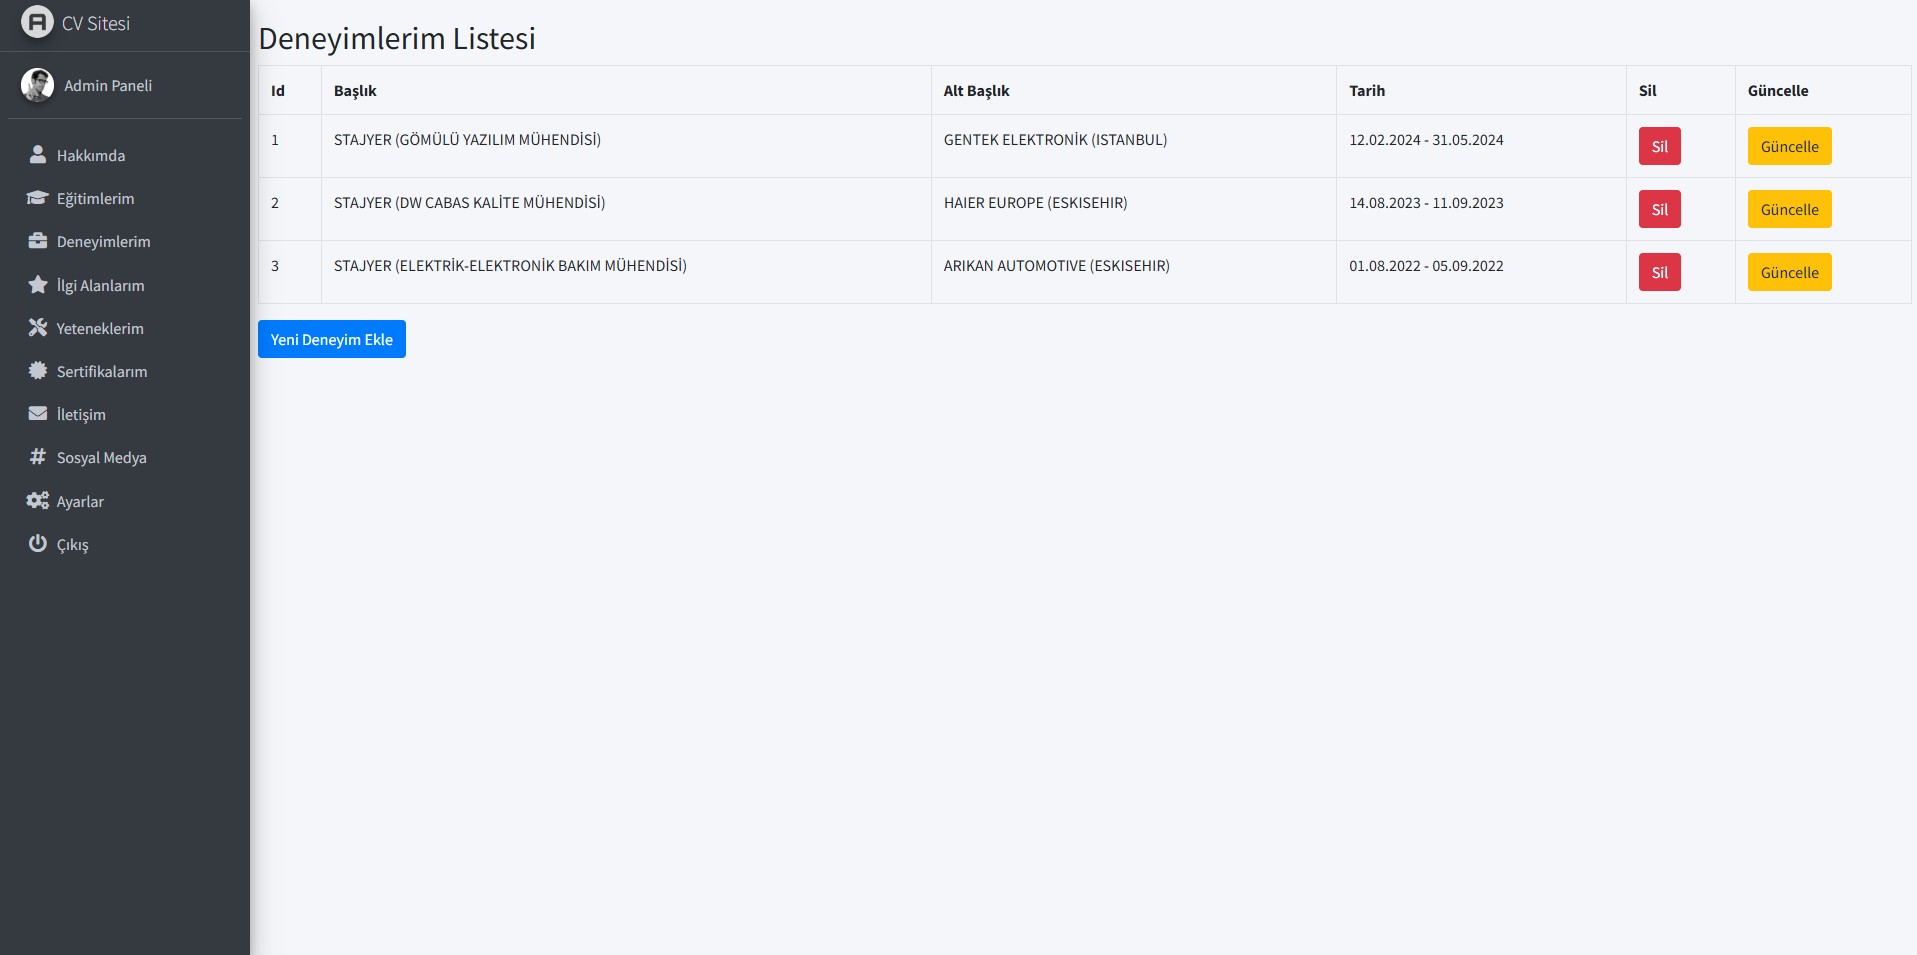 CV Sitesi
Admin Paneli
Hakkımda
Eğitimlerim
Deneyimlerim
İlgi Alanlarım
Yeteneklerim
Sertifikalarım
İletişim
Sosyal Medya
Ayarlar
Çıkış
Deneyimlerim Listesi
Id Başlık Alt Başlık Tarih Sil Güncelle
1 STAJYER (GÖMÜLÜ YAZILIM MÜHENDİSİ) GENTEK ELEKTRONİK (ISTANBUL) 12.02.2024 - 31.05.2024 Sil Güncelle
2 STAJYER (DW CABAS KALİTE MÜHENDİSİ) HAIER EUROPE (ESKISEHIR) 14.08.2023 - 11.09.2023 Sil Güncelle
3 STAJYER (ELEKTRİK-ELEKTRONİK BAKIM MÜHENDİSİ) ARIKAN AUTOMOTIVE (ESKISEHIR) 01.08.2022 - 05.09.2022 Sil Güncelle
Yeni Deneyim Ekle